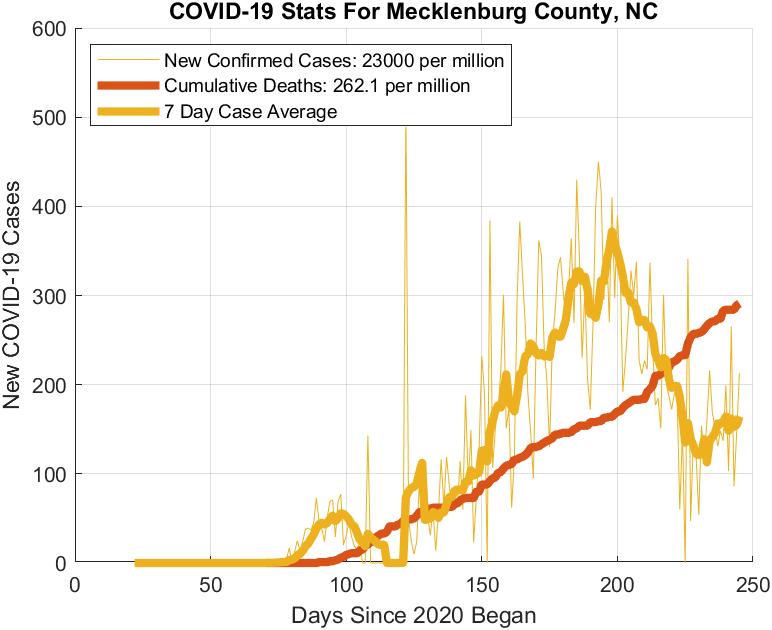 COVID-19 Stats For Mecklenburg County, NC
600
500
400
300
200
100
0
New COVID-19 Cases
New Confirmed Cases: 23000 per million
Cumulative Deaths: 262.1 per million
7 Day Case Average
0 50 100 150 200 250
Days Since 2020 Began